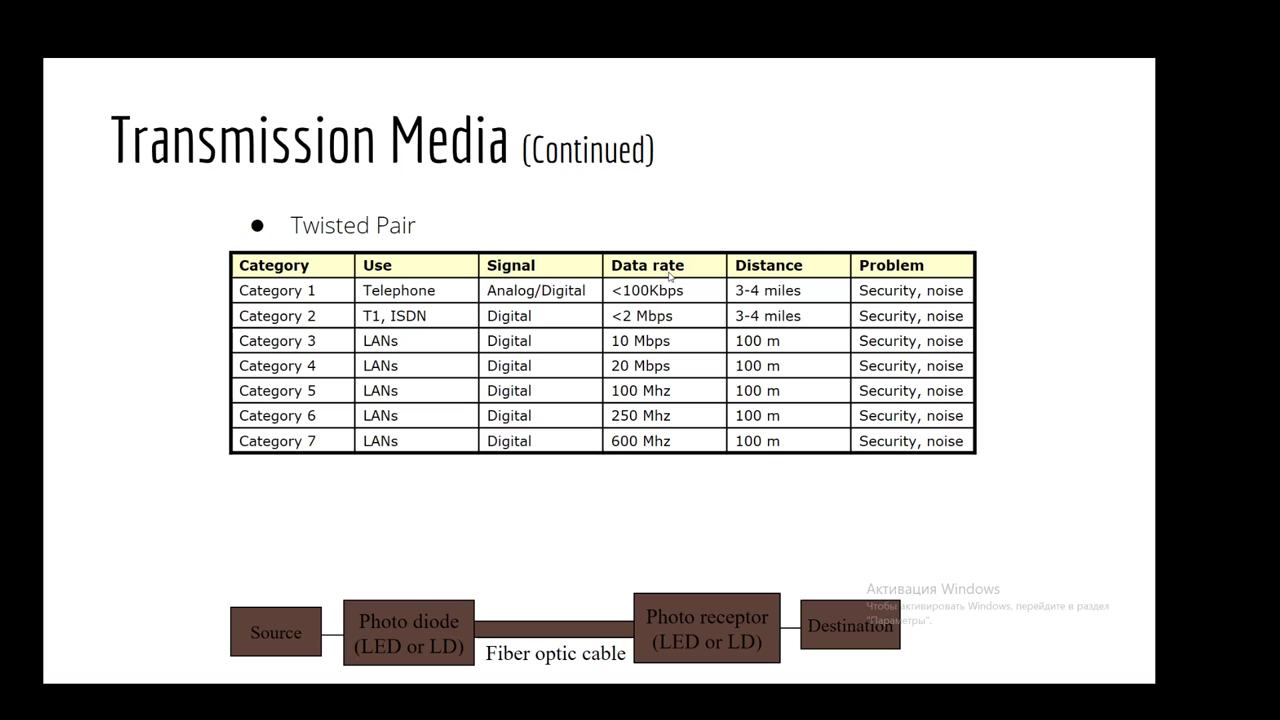 Transmission Media (Continued)
● Twisted Pair
Category Use Signal Data rate Distance Problem
Category 1 Telephone Analog/Digital <100Kbps 3-4 miles Security, noise
Category 2 T1, ISDN Digital <2 Mbps 3-4 miles Security, noise
Category 3 LANs Digital 10 Mbps 100 m Security, noise
Category 4 LANs Digital 20 Mbps 100 m Security, noise
Category 5 LANs Digital 100 Mhz 100 m Security, noise
Category 6 LANs Digital 250 Mhz 100 m Security, noise
Category 7 LANs Digital 600 Mhz 100 m Security, noise
Source
Photo diode
(LED or LD)
Fiber optic cable
Photo receptor
(LED or LD)
Destination
Активация Windows
Чтобы активировать Windows, перейдите в раздел
"Параметры".